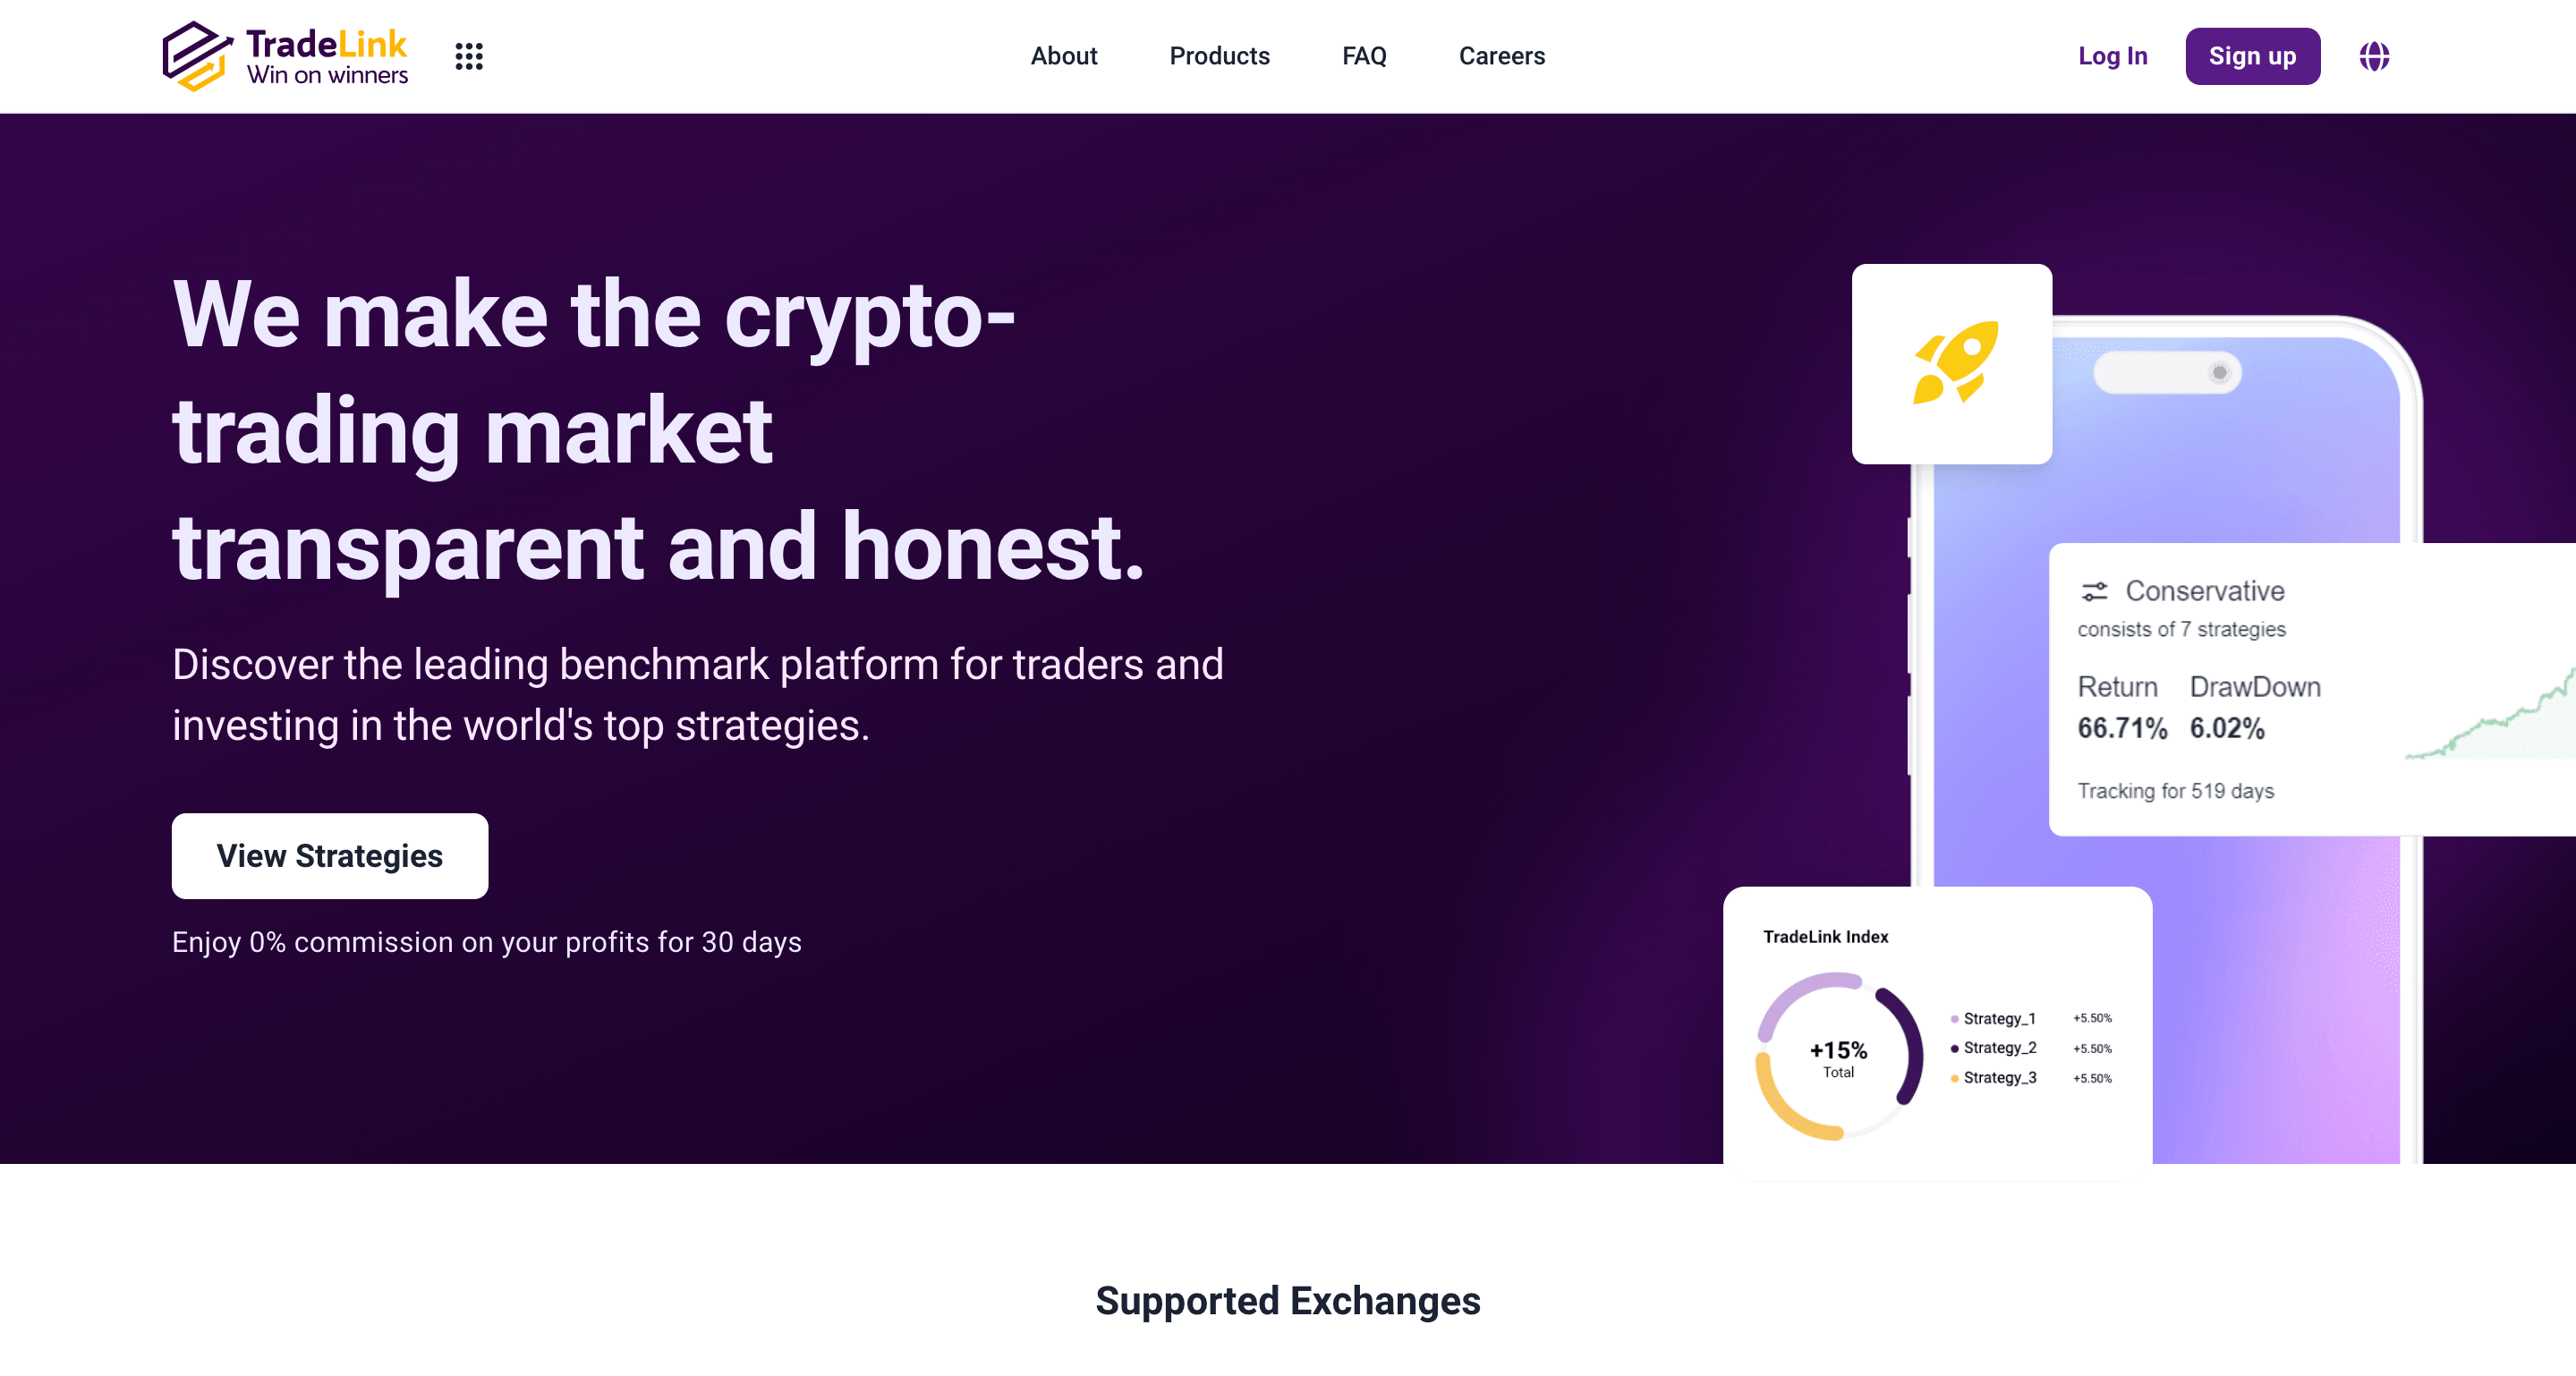 TradeLink
Win on winners
About
Products
FAQ
Careers
Log In
Sign up
We make the crypto-
trading market
transparent and honest.
Discover the leading benchmark platform for traders and
investing in the world's top strategies.
View Strategies
Enjoy 0% commission on your profits for 30 days
Conservative
consists of 7 strategies
Return DrawDown
66.71% 6.02%
Tracking for 519 days
TradeLink Index
+15%
Total
Strategy_1 +5.50%
Strategy_2 +5.50%
Strategy_3 +5.50%
Supported Exchanges